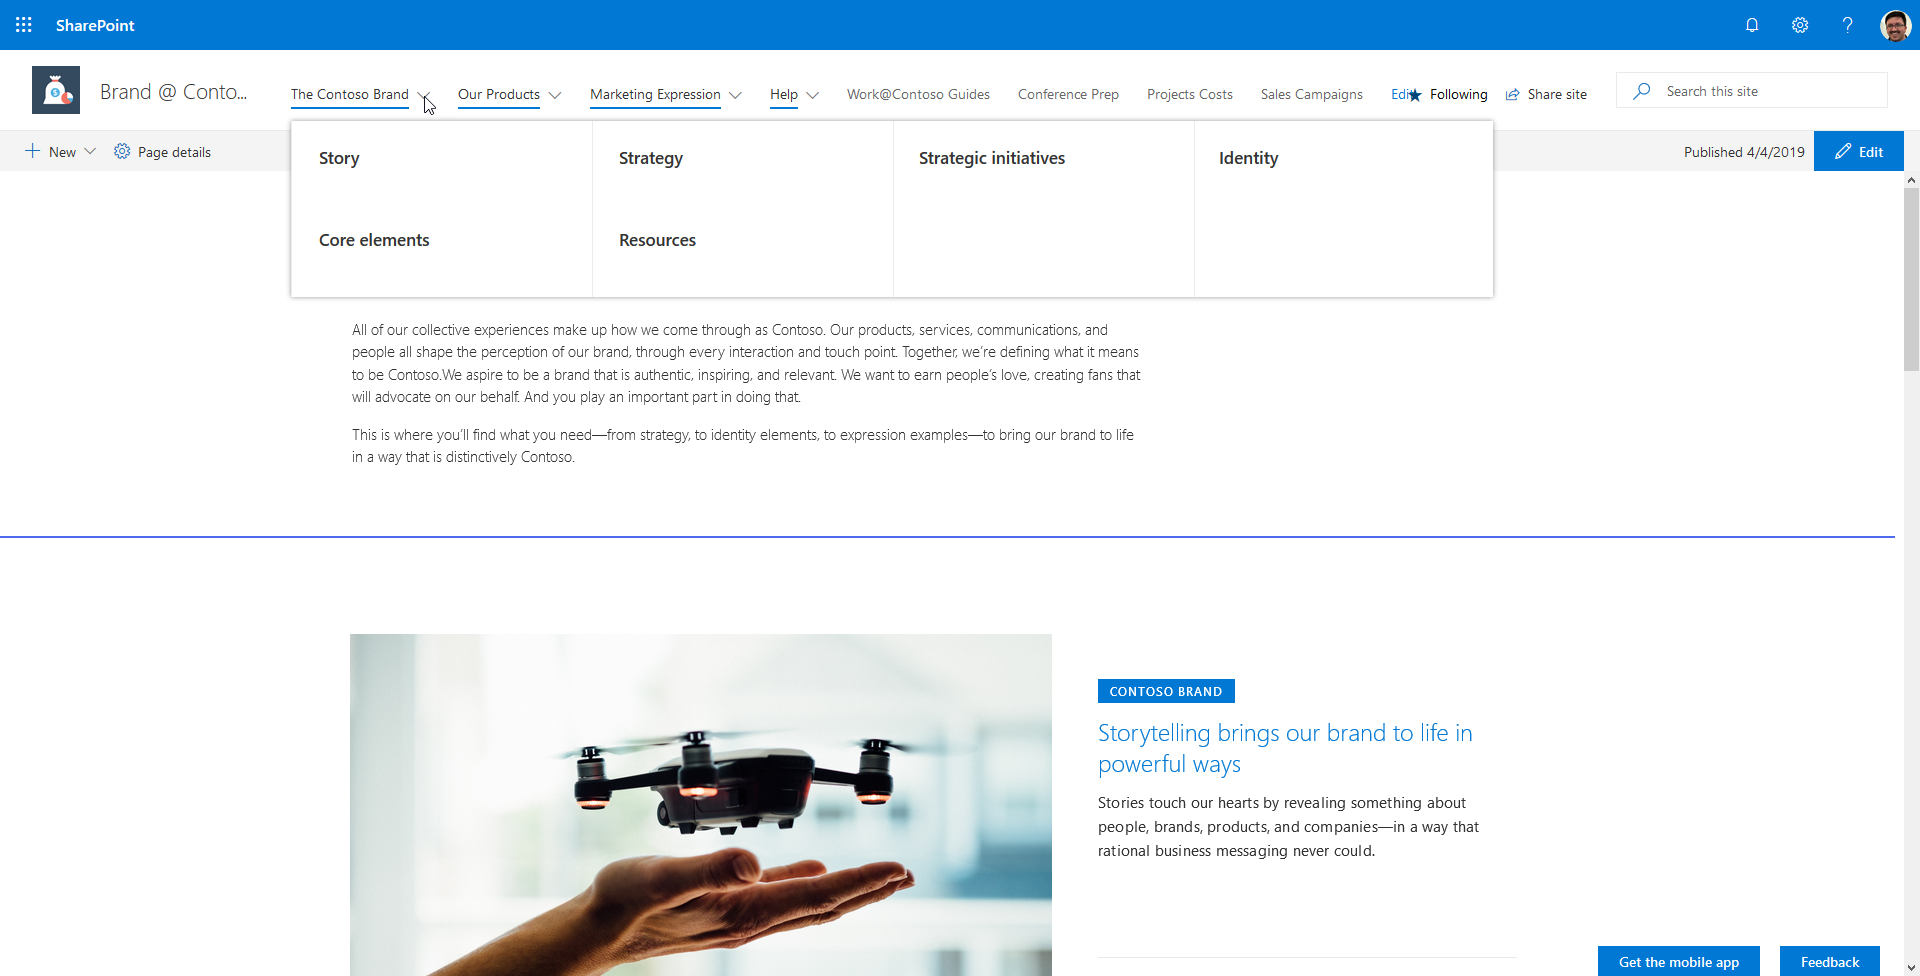 SharePoint
Brand @ Conto...
The Contoso Brand
Our Products
Marketing Expression
Help
Work@Contoso Guides
Conference Prep
Projects Costs
Sales Campaigns
Edit
Following
Share site
Search this site
New
Page details
Published 4/4/2019
Edit
Story
Strategy
Strategic initiatives
Identity
Core elements
Resources
All of our collective experiences make up how we come through as Contoso. Our products, services, communications, and
people all shape the perception of our brand, through every interaction and touch point. Together, we’re defining what it means
to be Contoso.We aspire to be a brand that is authentic, inspiring, and relevant. We want to earn people’s love, creating fans that
will advocate on our behalf. And you play an important part in doing that.
This is where you’ll find what you need—from strategy, to identity elements, to expression examples—to bring our brand to life
in a way that is distinctively Contoso.
CONTOSO BRAND
Storytelling brings our brand to life in
powerful ways
Stories touch our hearts by revealing something about
people, brands, products, and companies—in a way that
rational business messaging never could.
Get the mobile app
Feedback